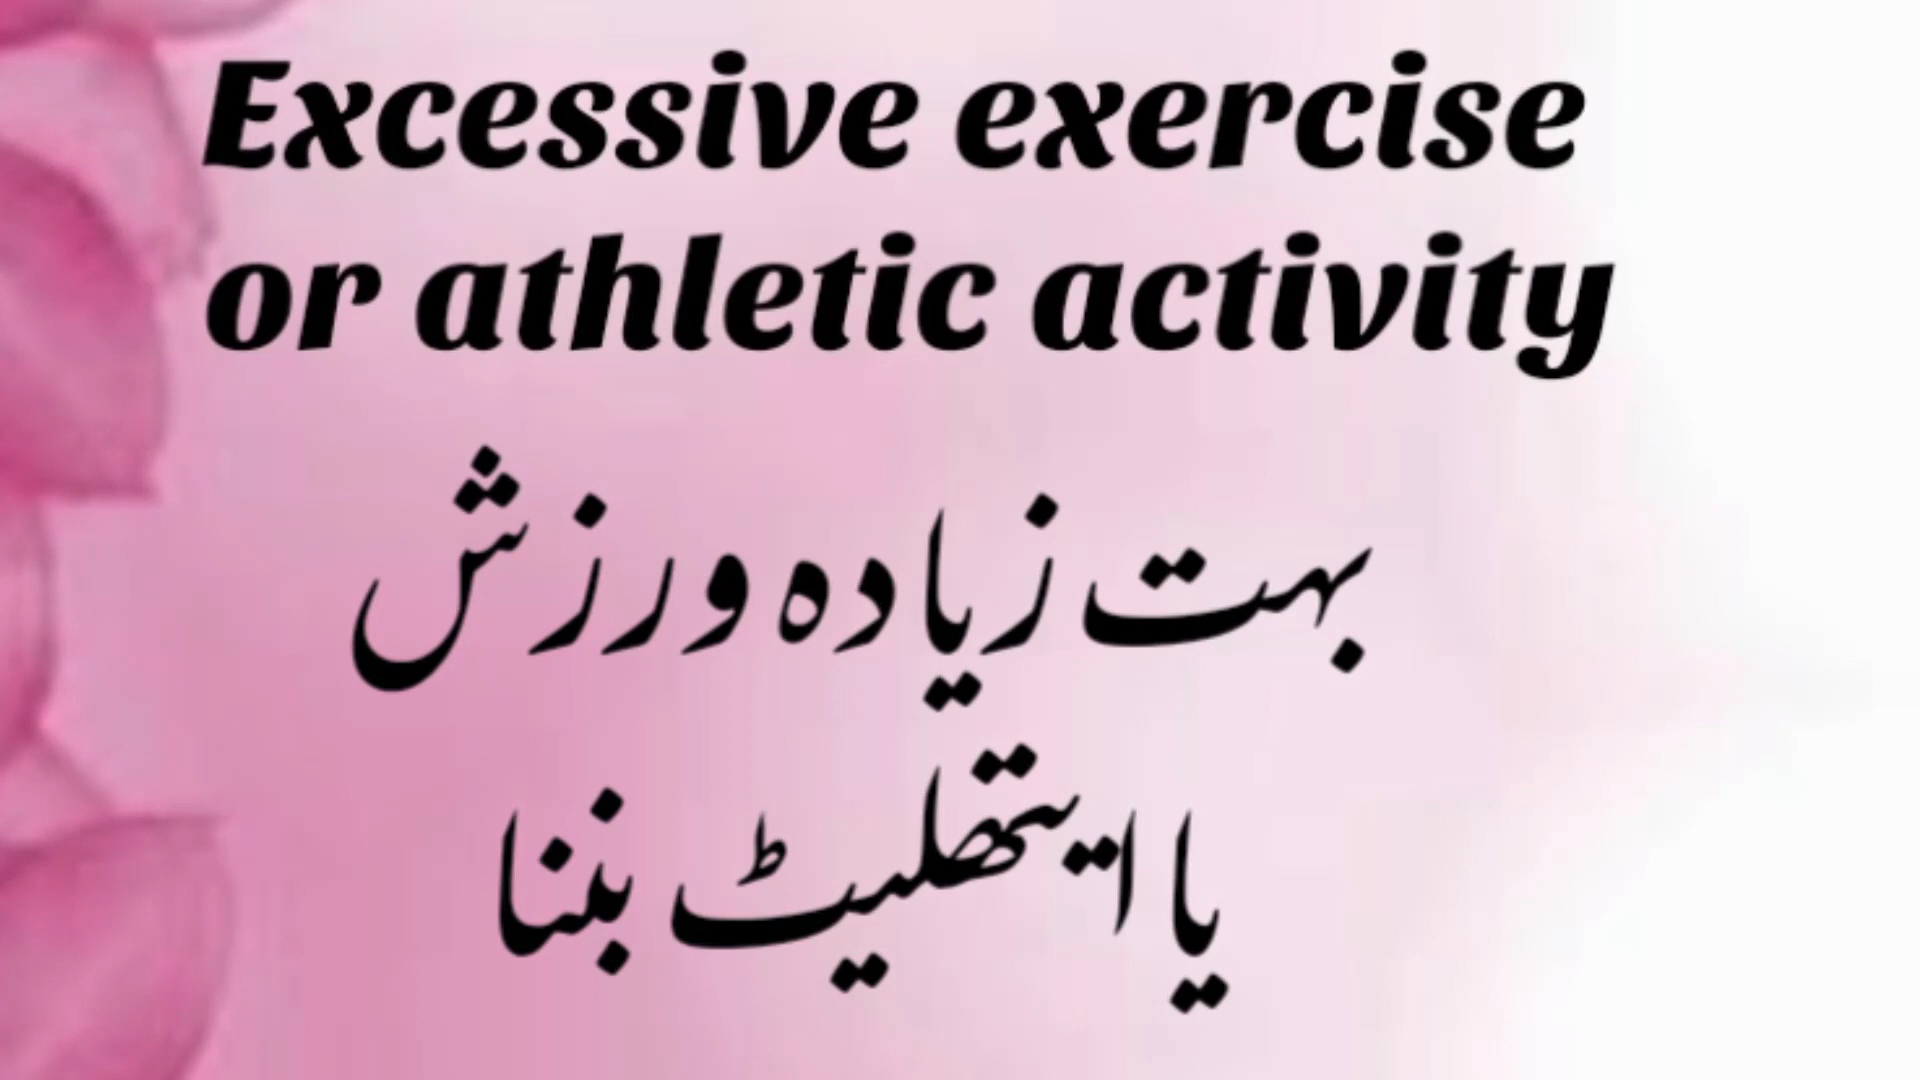 Excessive exercise
or athletic activity
بہت زیادہ ورزش
یا ایتھلیٹ بننا